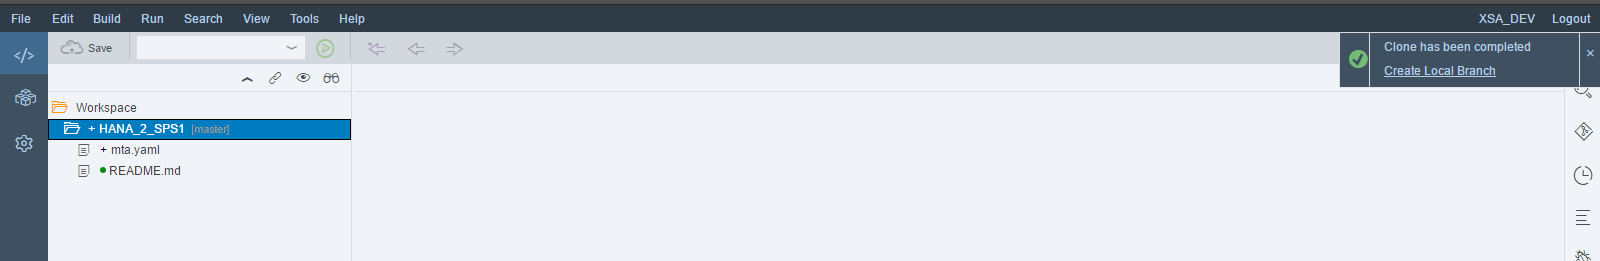 File Edit Build Run Search View Tools Help XSA_DEV Logout
Save
Clone has been completed
Create Local Branch
Workspace
+ HANA_2_SPS1 [master]
+ mta.yaml
README.md